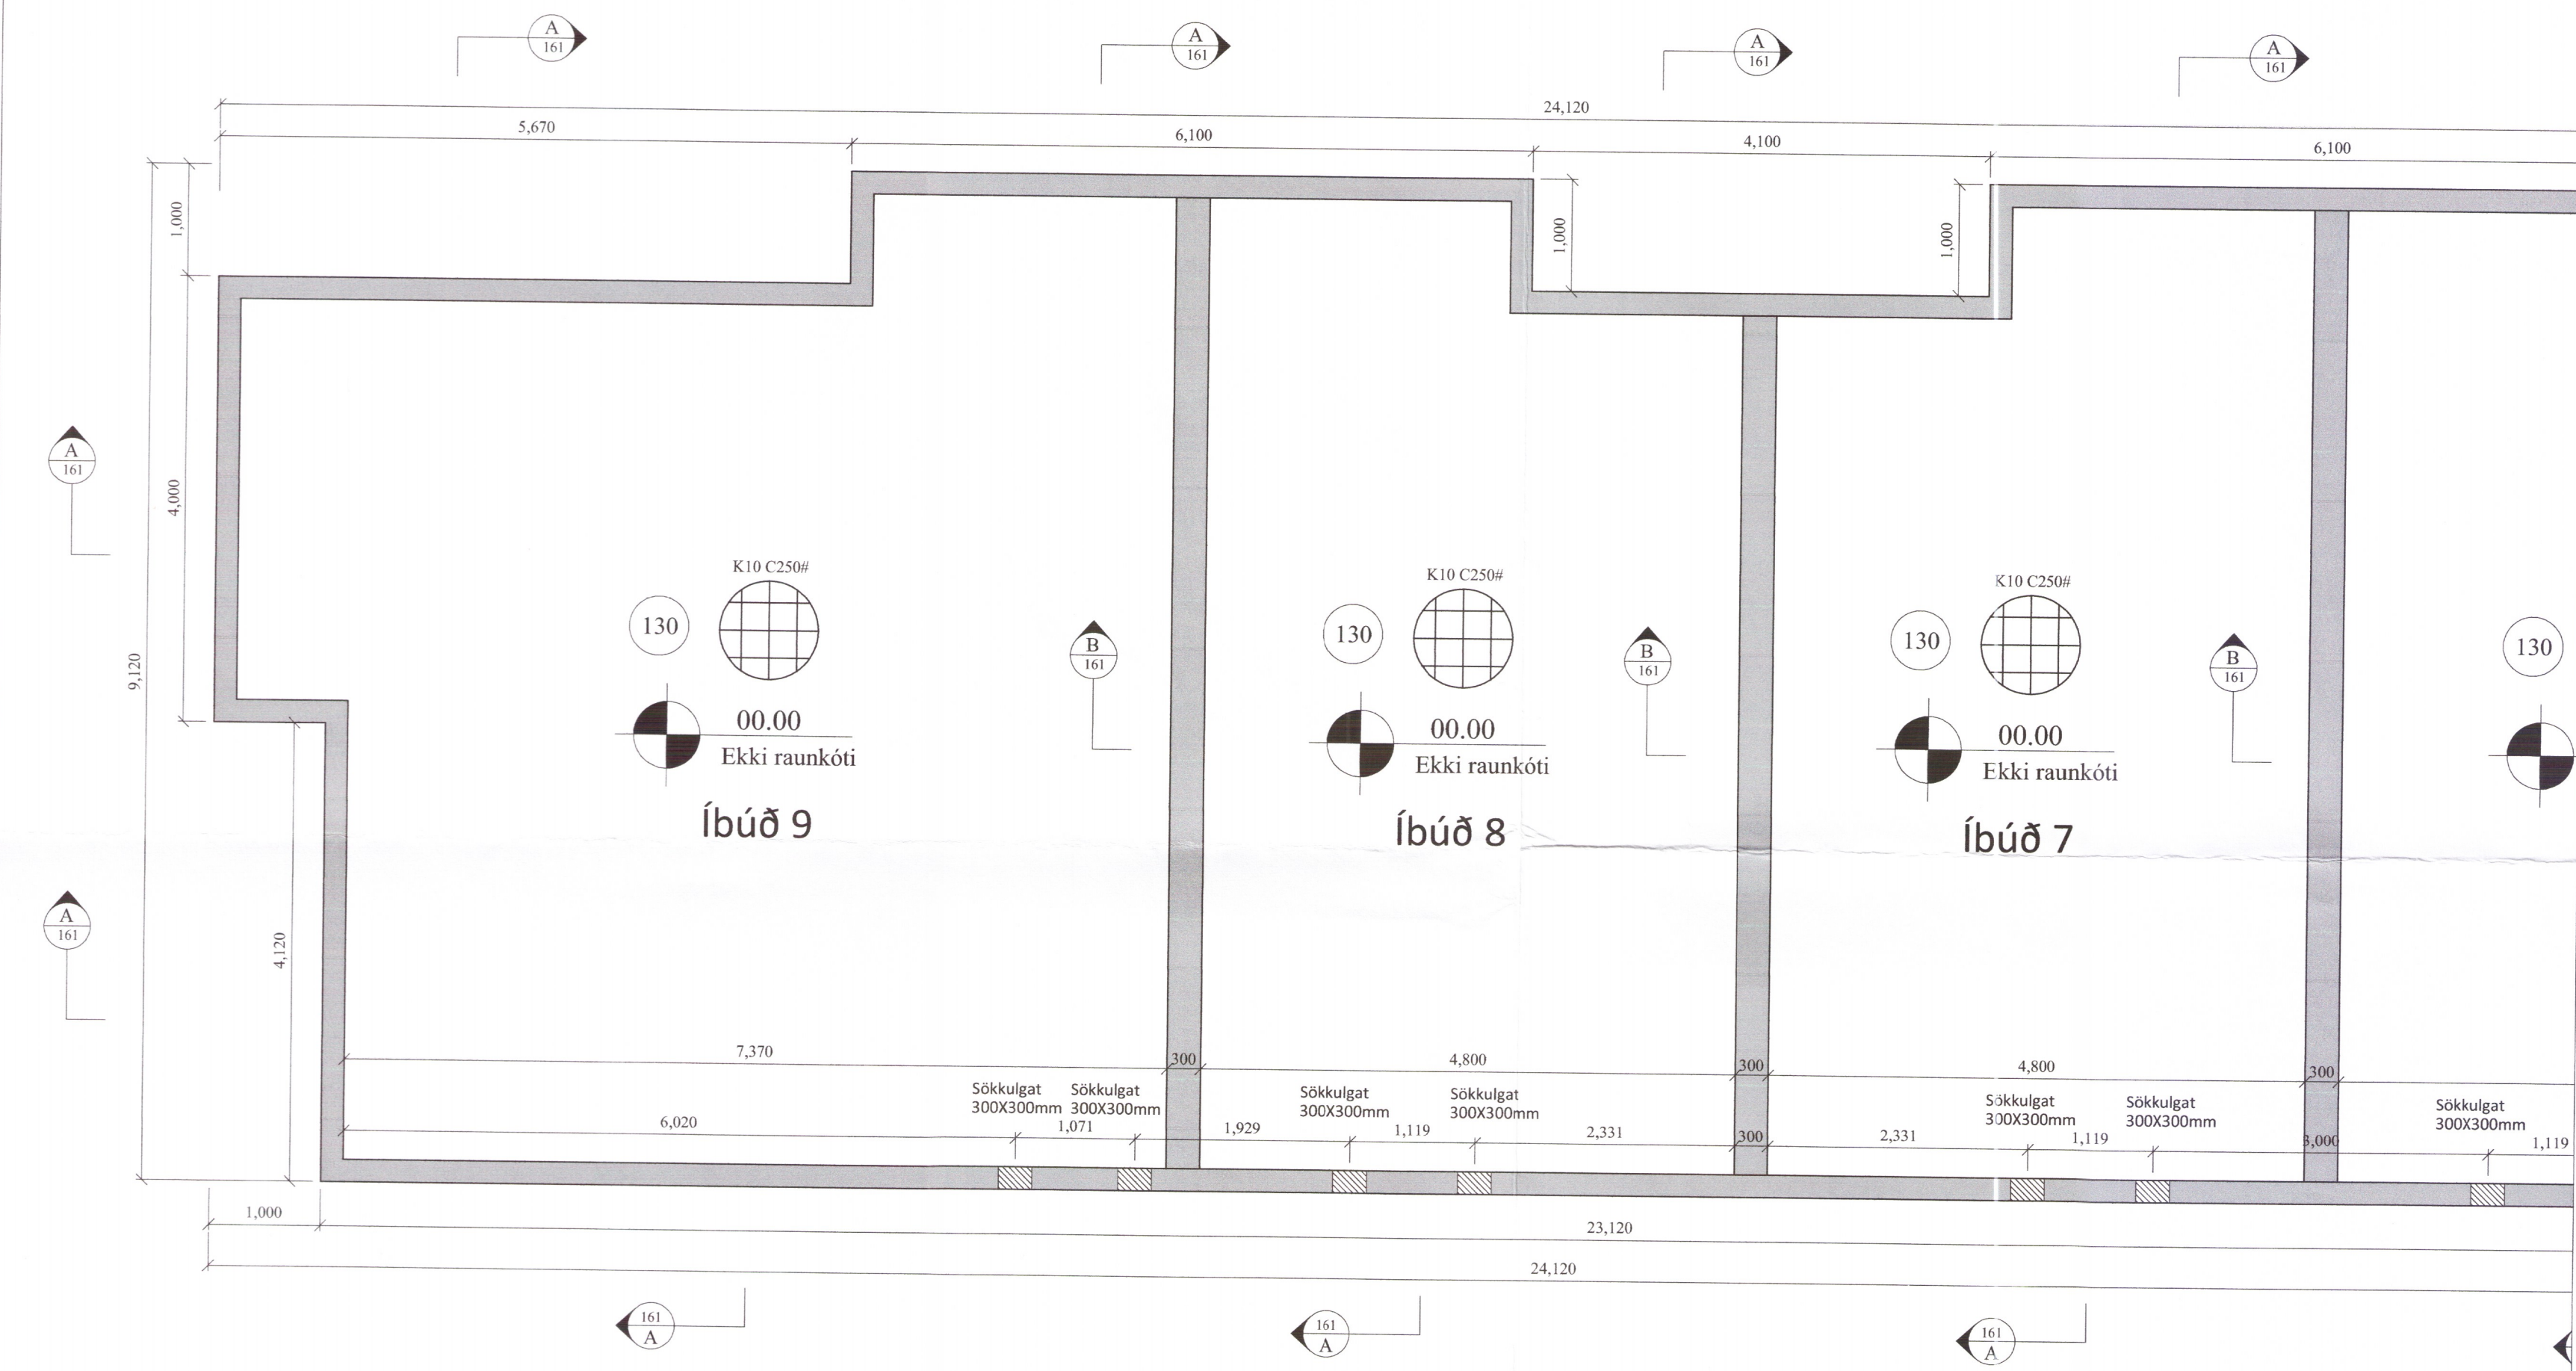 A
161
A
161
A
161
A
161
24,120
5,670
6,100
4,100
6,100
1,000
1,000
1,000
A
161
4,000
9,120
K10 C250#
130
K10 C250#
130
K10 C250#
130
130
B
161
B
161
B
161
00.00
Ekki raunkóti
00.00
Ekki raunkóti
00.00
Ekki raunkóti
Íbúð 9
Íbúð 8
Íbúð 7
A
161
4,120
7,370
300
4,800
300
4,800
300
Sökkulgat
300X300mm
Sökkulgat
300X300mm
Sökkulgat
300X300mm
Sökkulgat
300X300mm
Sökkulgat
300X300mm
Sökkulgat
300X300mm
Sökkulgat
300X300mm
6,020
1,071
1,929
1,119
2,331
300
2,331
1,119
3,000
1,119
1,000
23,120
24,120
161
A
161
A
161
A